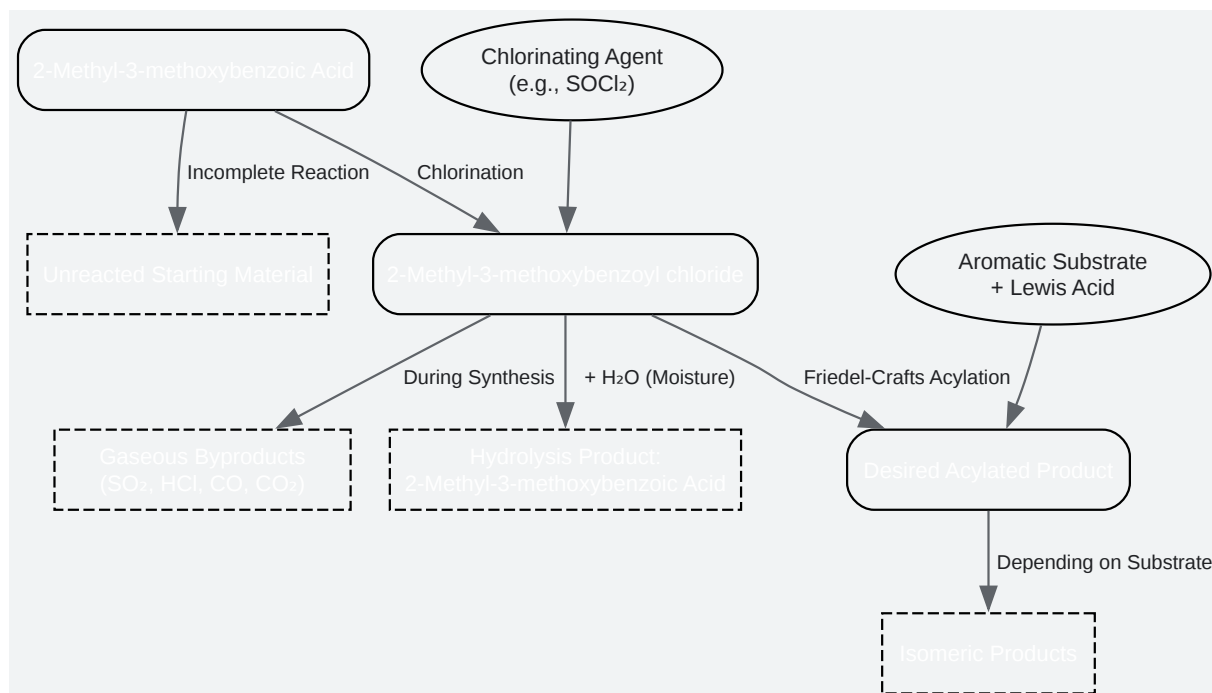 2-Methyl-3-methoxybenzoic Acid
Chlorinating Agent
(e.g., SOCl₂)
Incomplete Reaction
Chlorination
Unreacted Starting Material
2-Methyl-3-methoxybenzoyl chloride
Aromatic Substrate
+ Lewis Acid
During Synthesis
+ H₂O (Moisture)
Friedel-Crafts Acylation
Gaseous Byproducts
(SO₂, HCl, CO, CO₂)
Hydrolysis Product:
2-Methyl-3-methoxybenzoic Acid
Desired Acylated Product
Depending on Substrate
Isomeric Products